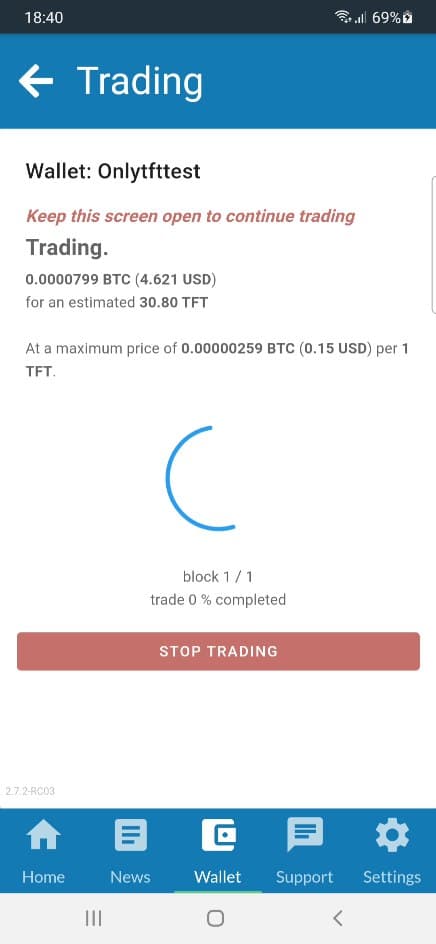 18:40
69%
Trading
Wallet: Onlytfttest
Keep this screen open to continue trading
Trading.
0.0000799 BTC (4.621 USD)
for an estimated 30.80 TFT
At a maximum price of 0.00000259 BTC (0.15 USD) per 1
TFT.
block 1 / 1
trade 0 % completed
STOP TRADING
2.7.2-RC03
Home News Wallet Support Settings